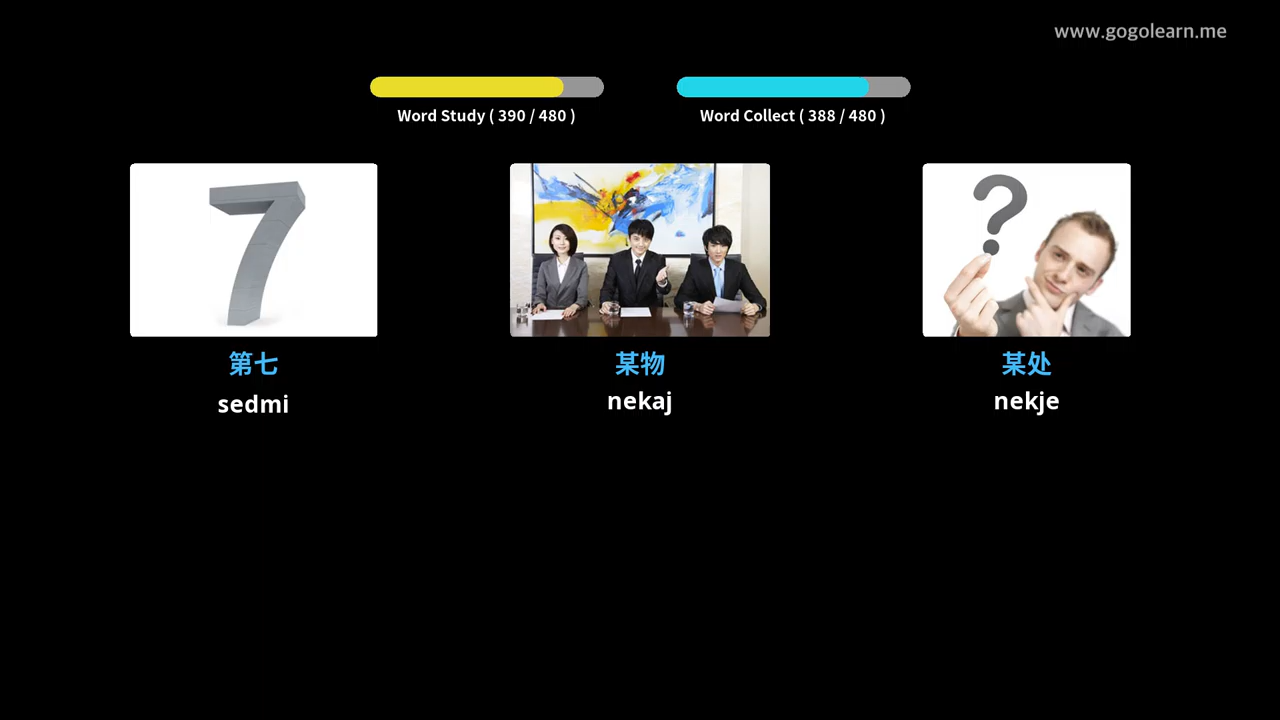 www.gogolearn.me
Word Study ( 390 / 480 )
Word Collect ( 388 / 480 )
7
?
第七
某物
某处
sedmi
nekaj
nekje